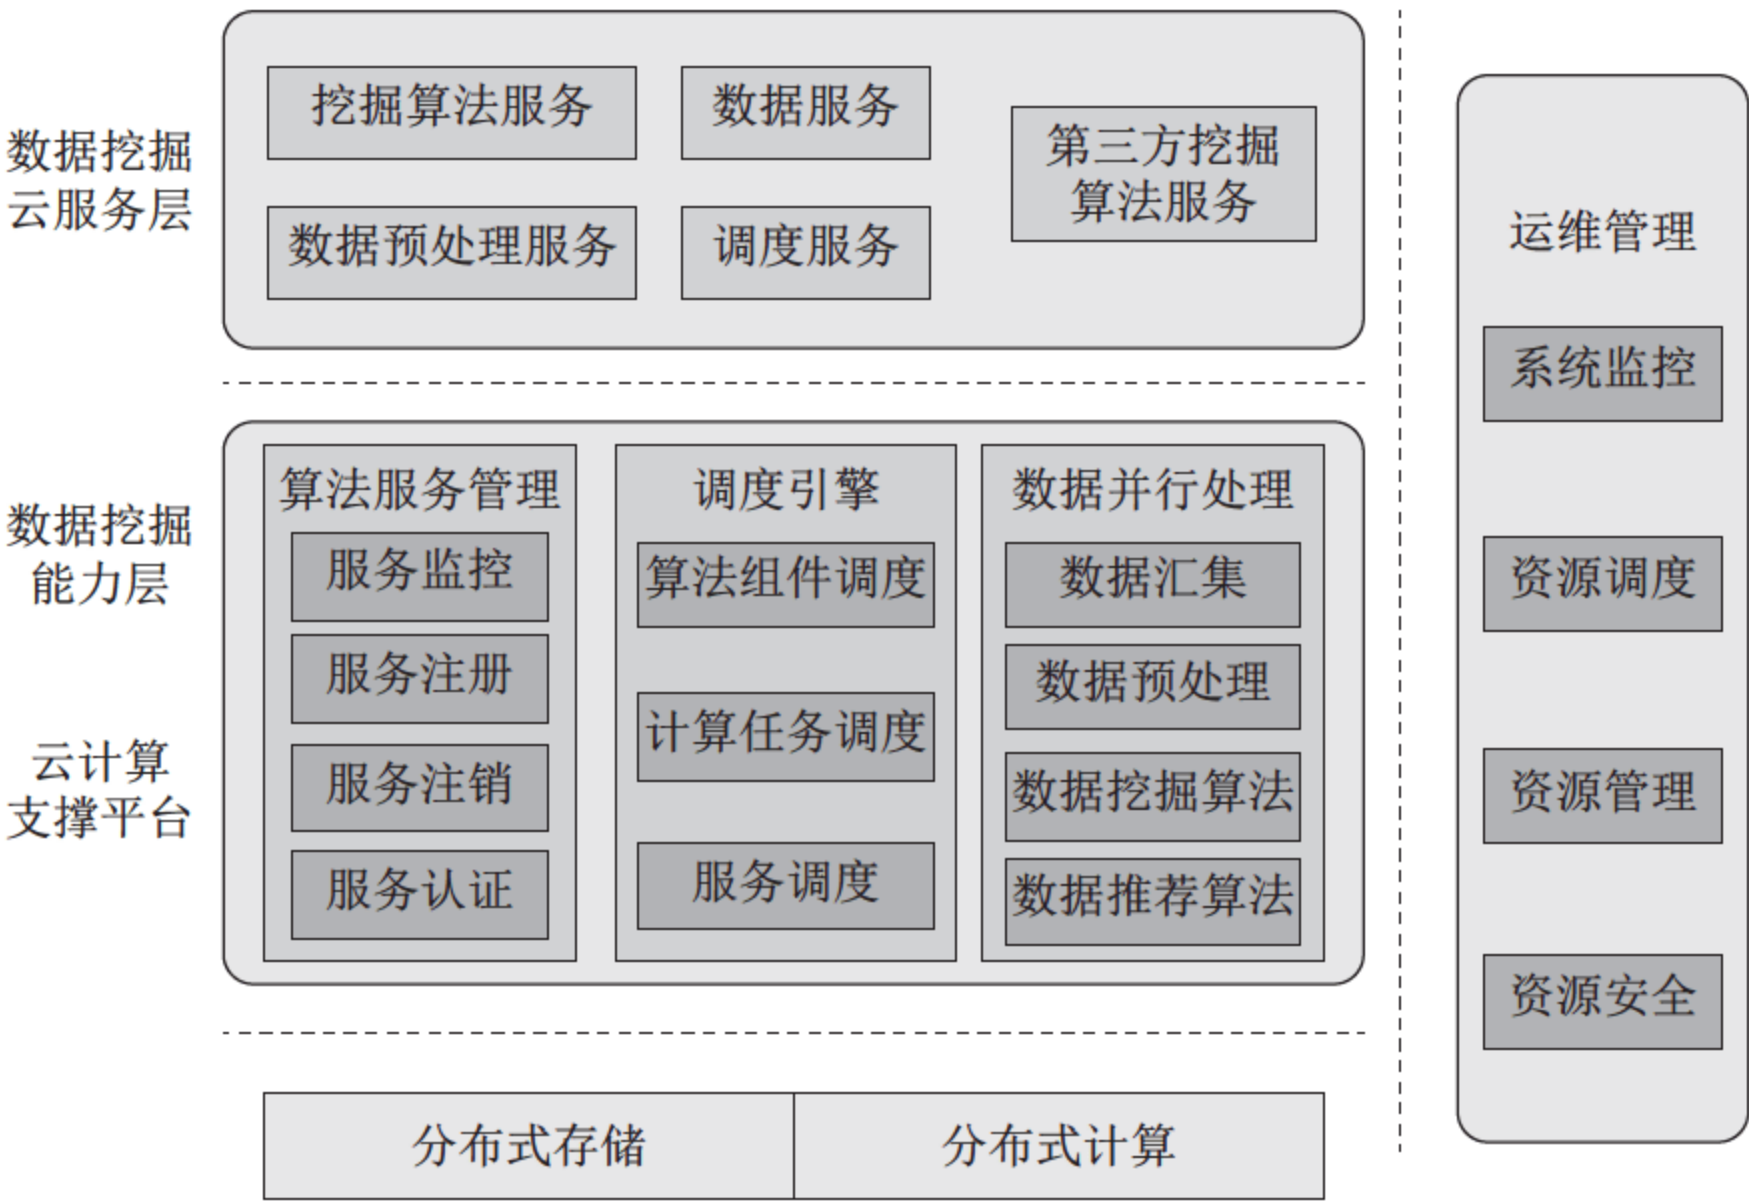 数据挖掘
云服务层
挖掘算法服务
数据服务
数据预处理服务
调度服务
第三方挖掘
算法服务
数据挖掘
能力层
云计算
支撑平台
算法服务管理
服务监控
服务注册
服务注销
服务认证
调度引擎
算法组件调度
计算任务调度
服务调度
数据并行处理
数据汇集
数据预处理
数据挖掘算法
数据推荐算法
分布式存储
分布式计算
运维管理
系统监控
资源调度
资源管理
资源安全